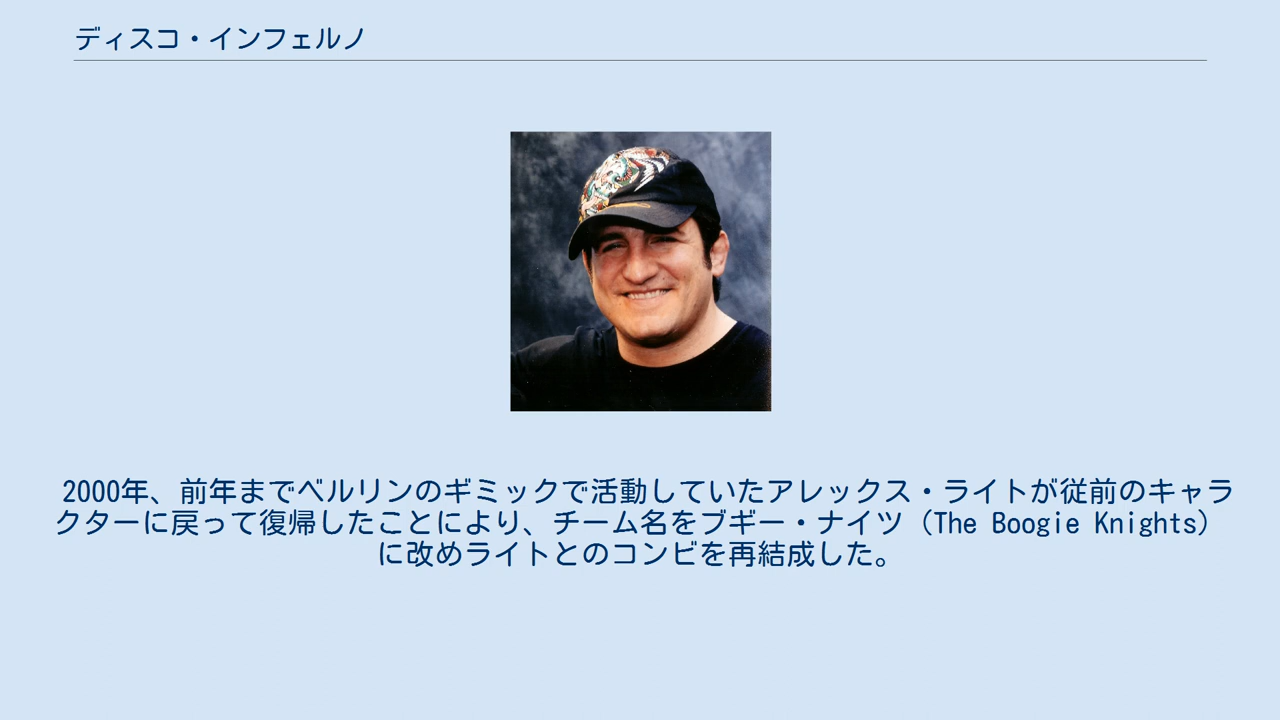 ディスコ・インフェルノ
2000年、前年までベルリンのギミックで活動していたアレックス・ライトが従前のキャラ
クターに戻って復帰したことにより、チーム名をブギー・ナイツ（The Boogie Knights）
に改めライトとのコンビを再結成した。